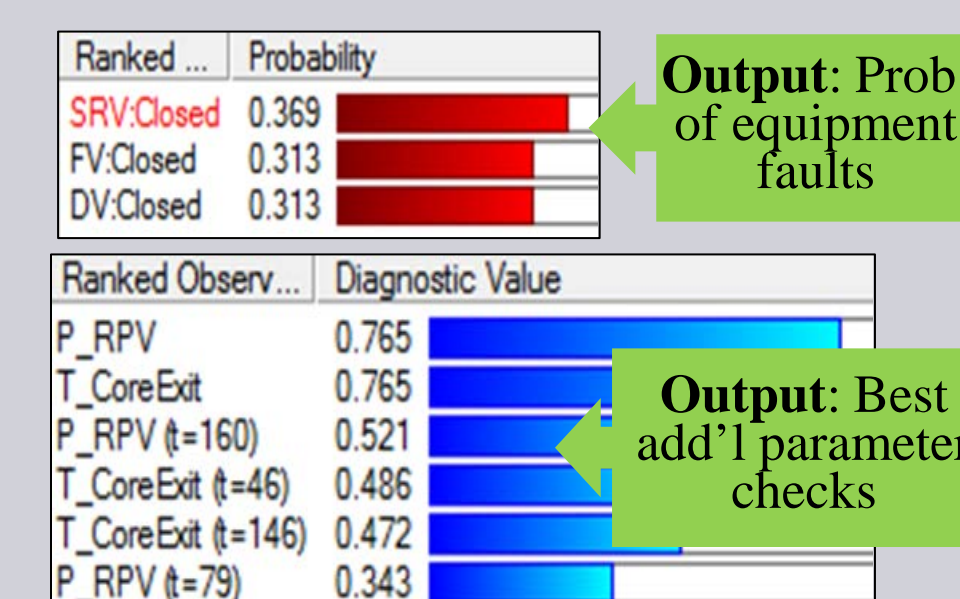 Ranked ... Probability
SRV:Closed 0.369
FV:Closed 0.313
DV:Closed 0.313
Output: Prob
of equipment
faults
Ranked Observ... Diagnostic Value
P_RPV 0.765
T_CoreExit 0.765
P_RPV (t=160) 0.521
T_CoreExit (t=46) 0.486
T_CoreExit (t=146) 0.472
P_RPV (t=79) 0.343
Output: Best
add'l parameter
checks